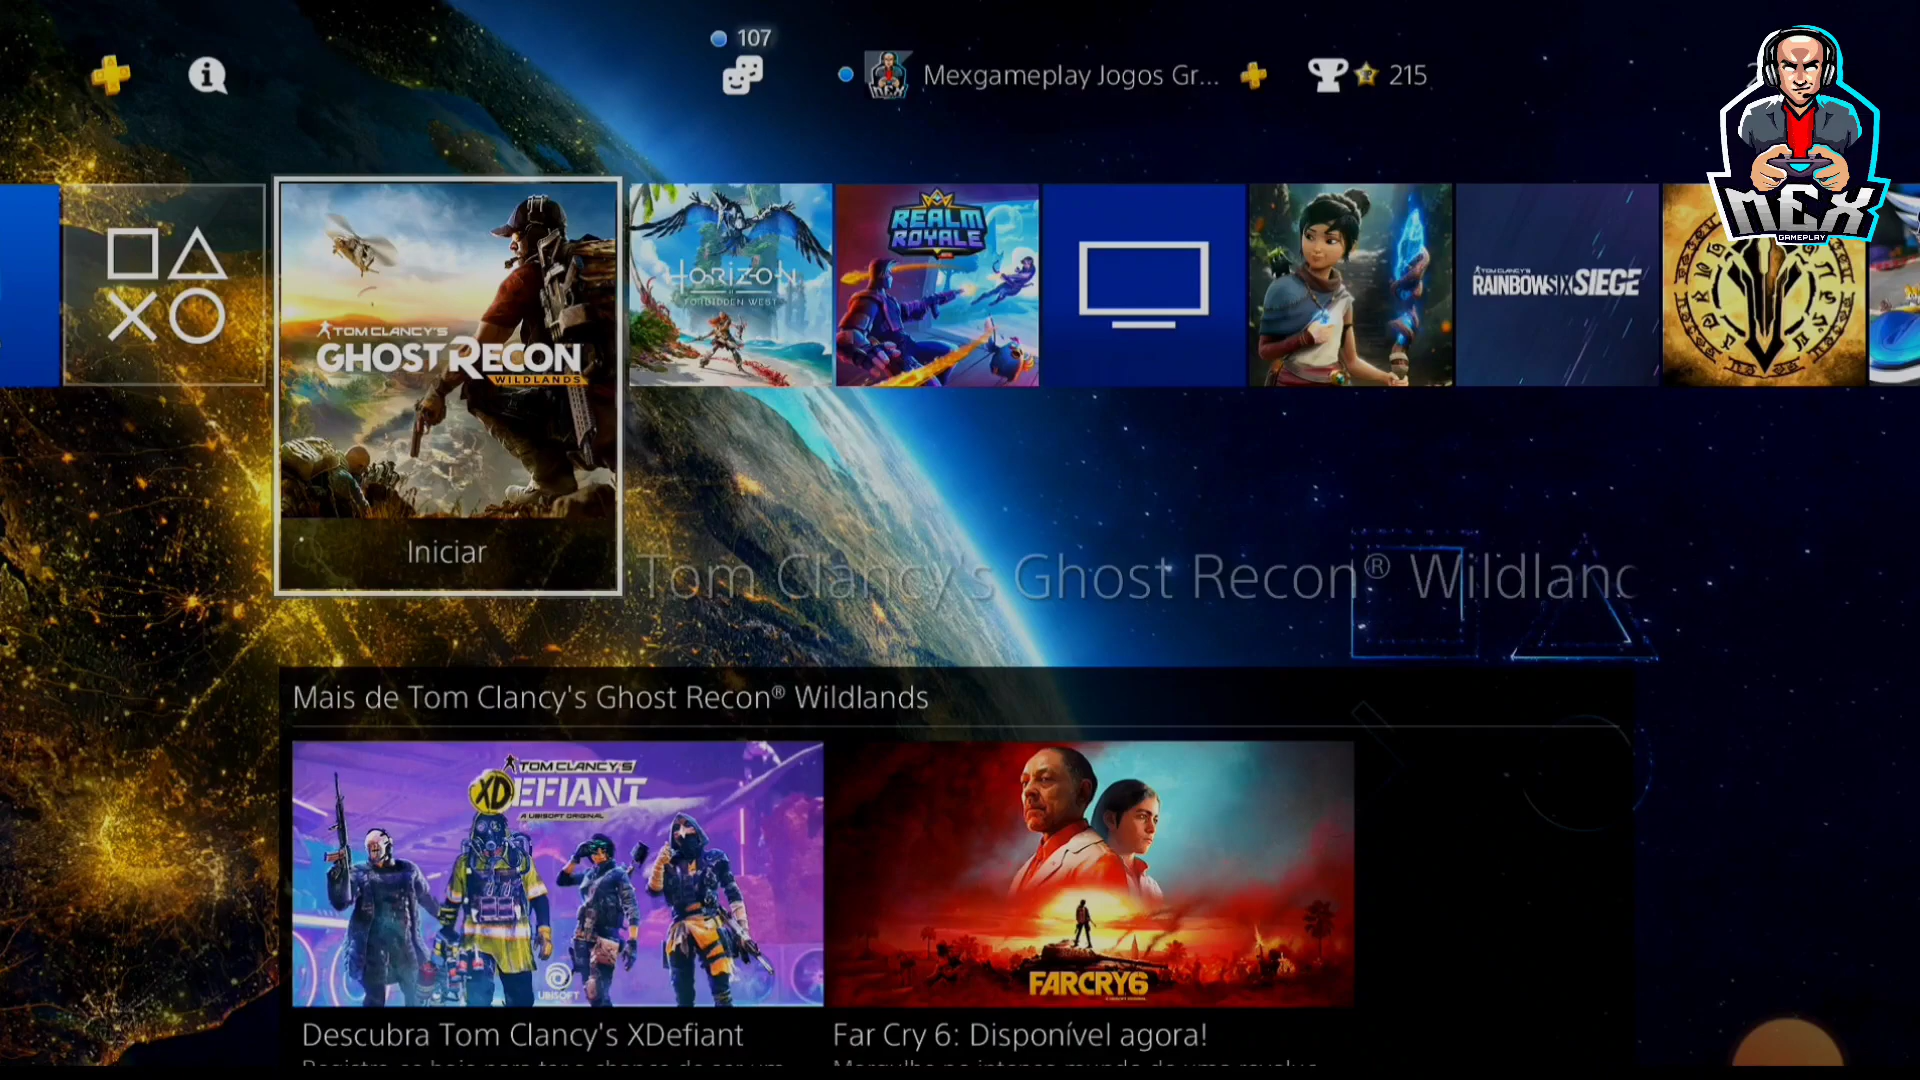 107
Mexgameplay Jogos Gr...
215
MEX
GAMEPLAY
TOM CLANCY'S
GHOST RECON
WILDLANDS
Iniciar
HORIZON
FORBIDDEN WEST
REALM
ROYALE
TOM CLANCY'S
RAINBOW SIX SIEGE
Tom Clancy's Ghost Recon® Wildlanc
Mais de Tom Clancy's Ghost Recon® Wildlands
TOM CLANCY'S
XDEFIANT
A UBISOFT ORIGINAL
UBISOFT
FARCRY6
Descubra Tom Clancy's XDefiant
Far Cry 6: Disponível agora!